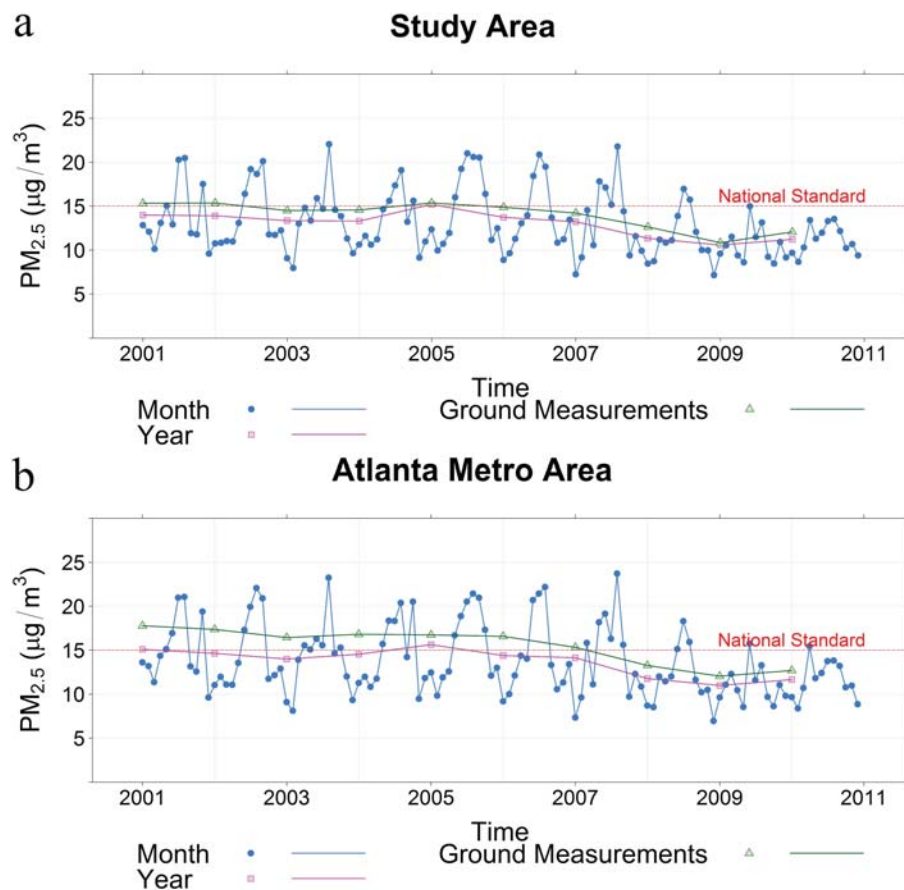 a
Study Area
PM2.5 (μg/m³)
25
20
15
10
5
National Standard
2001 2003 2005 2007 2009 2011
Time
Month Ground Measurements
Year
b
Atlanta Metro Area
PM2.5 (μg/m³)
25
20
15
10
5
National Standard
2001 2003 2005 2007 2009 2011
Time
Month Ground Measurements
Year